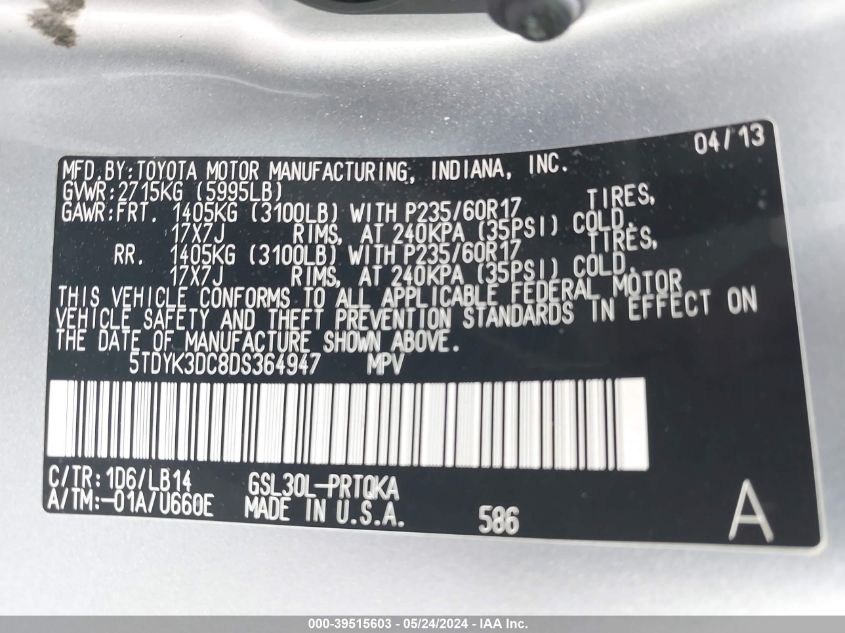 04/13
MFD.BY:TOYOTA MOTOR MANUFACTURING, INDIANA, INC.
GVWR:2715KG (5995LB)
GAWR:FRT. 1405KG (3100LB) WITH P235/60R17 TIRES,
17X7J RIMS, AT 240KPA (35PSI) COLD.
RR. 1405KG (3100LB) WITH P235/60R17 TIRES,
17X7J RIMS, AT 240KPA (35PSI) COLD.
THIS VEHICLE CONFORMS TO ALL APPLICABLE FEDERAL MOTOR
VEHICLE SAFETY AND THEFT PREVENTION STANDARDS IN EFFECT ON
THE DATE OF MANUFACTURE SHOWN ABOVE.
5TDYK3DC8DS364947 MPV
C/TR:1D6/LB14 GSL30L-PRTQKA
A/TM:-01A/U660E MADE IN U.S.A. 586 A
000-39515603 - 05/24/2024 - IAA Inc.